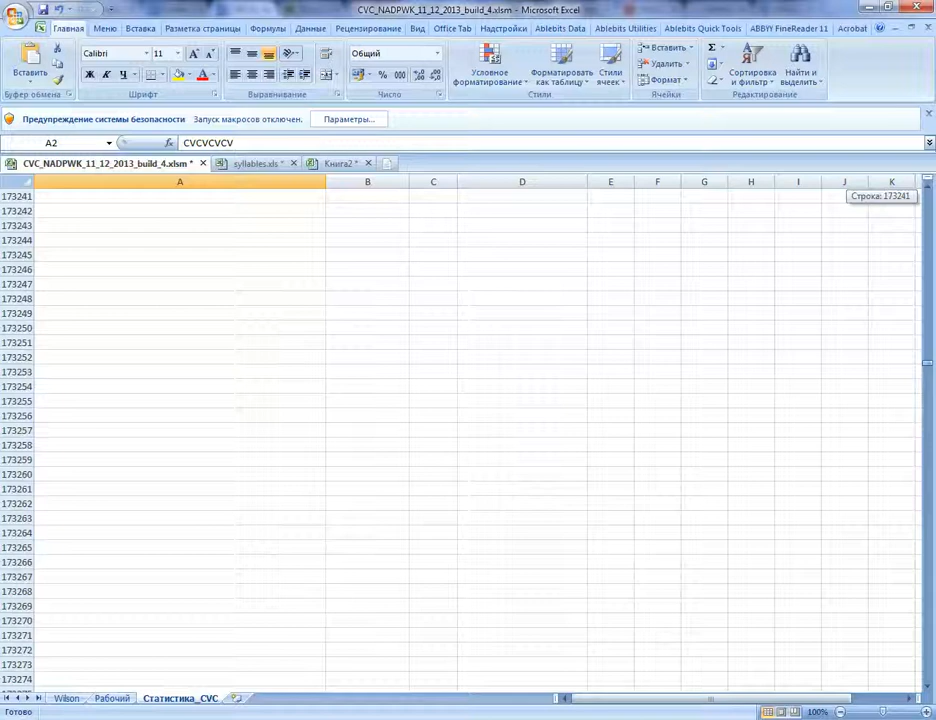 CVC_NADPWK_11_12_2013_build_4.xlsm - Microsoft Excel
Главная Меню Вставка Разметка страницы Формулы Данные Рецензирование Вид Office Tab Надстройки Ablebits Data Ablebits Utilities Ablebits Quick Tools ABBYY FineReader 11 Acrobat
Вставить
Буфер обмена
Calibri 11
Ж К Ч
Шрифт
Выравнивание
Общий
% 000
Число
Условное форматирование
Форматировать как таблицу
Стили ячеек
Стили
Вставить
Удалить
Формат
Ячейки
Сортировка и фильтр
Найти и выделить
Редактирование
Предупреждение системы безопасности Запуск макросов отключен. Параметры...
A2 fx CVCVCVCV
CVC_NADPWK_11_12_2013_build_4.xlsm * syllables.xls * Книга2 *
A B C D E F G H I J K
173241 Строка: 173241
173242
173243
173244
173245
173246
173247
173248
173249
173250
173251
173252
173253
173254
173255
173256
173257
173258
173259
173260
173261
173262
173263
173264
173265
173266
173267
173268
173269
173270
173271
173272
173273
173274
Wilson Рабочий Статистика_CVC
Готово 100%